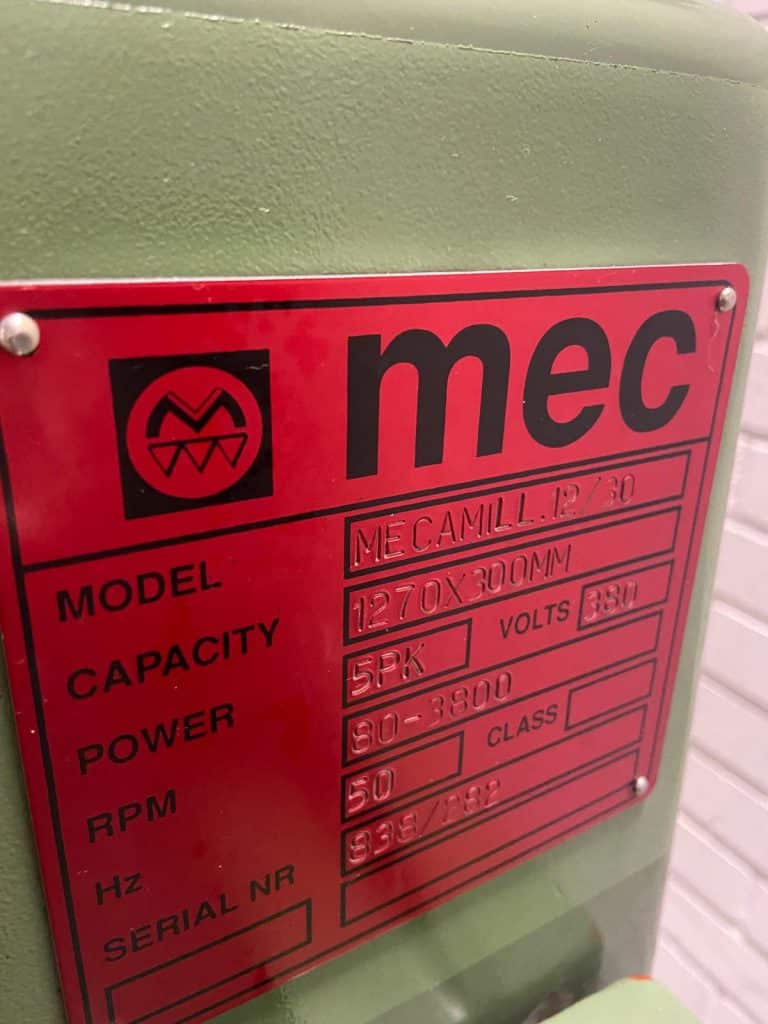 mec
MODEL MECAMILL.12/30
CAPACITY 1270X300MM
POWER 5PK VOLTS 380
RPM 80-3800
Hz 50 CLASS
SERIAL NR 838/282